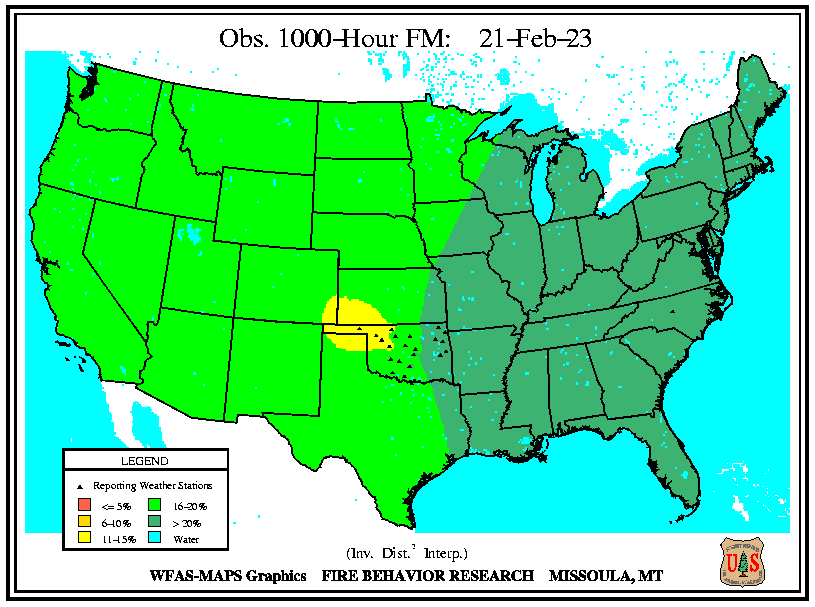 Obs. 1000-Hour FM: 21-Feb-23
LEGEND
Reporting Weather Stations
<= 5% 16-20%
6-10% > 20%
11-15% Water
(Inv. Dist.² Interp.)
WFAS-MAPS Graphics FIRE BEHAVIOR RESEARCH MISSOULA, MT
U S